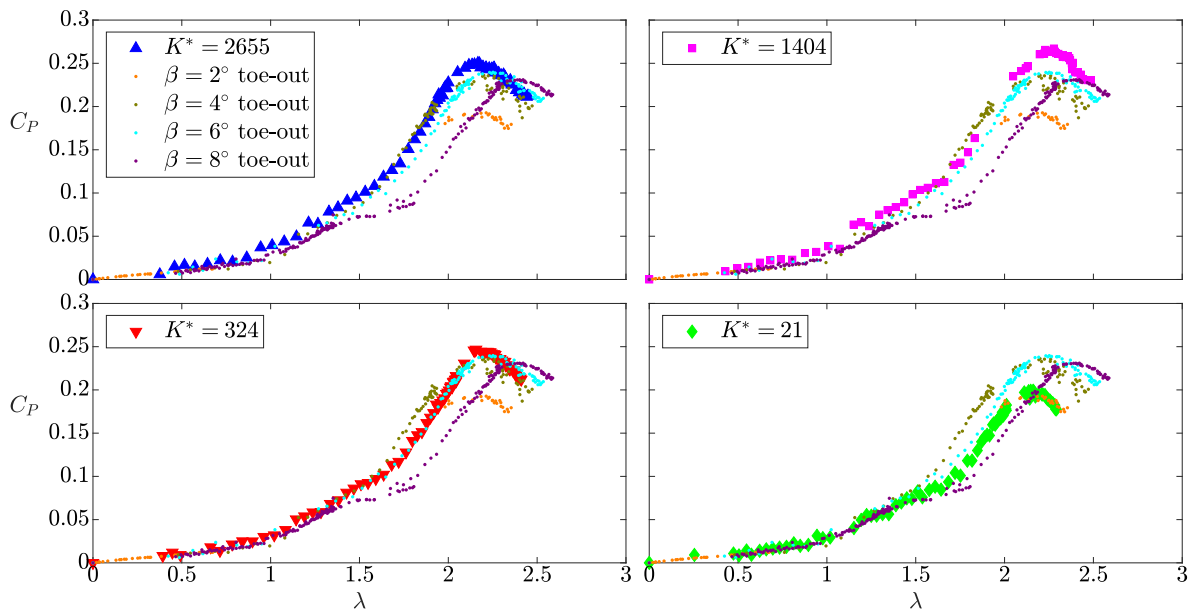 0.3
0.25
0.2
C_P
0.15
0.1
0.05
0
K* = 2655
β = 2° toe-out
β = 4° toe-out
β = 6° toe-out
β = 8° toe-out
K* = 1404
0.3
0.25
0.2
C_P
0.15
0.1
0.05
0
K* = 324
K* = 21
0 0.5 1 1.5 2 2.5 3
0 0.5 1 1.5 2 2.5 3
λ
λ